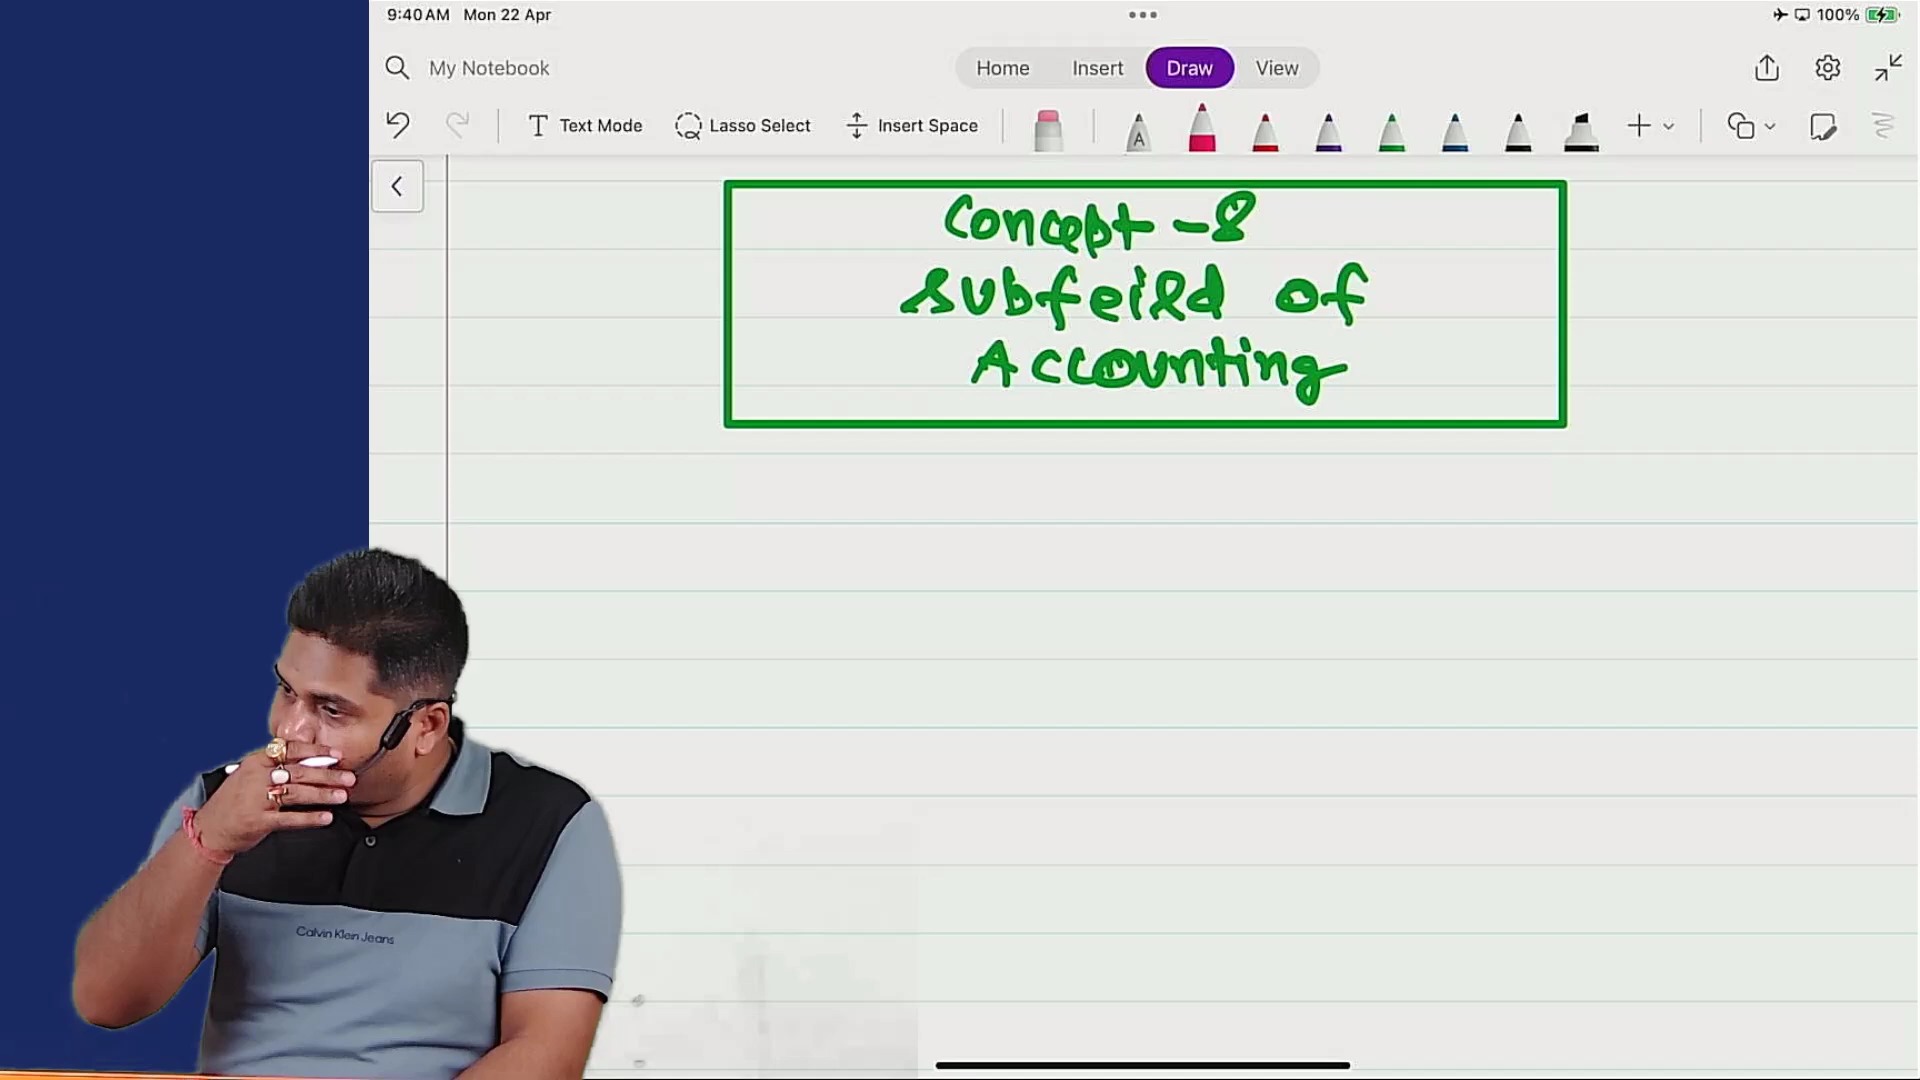 9:40 AM Mon 22 Apr
100%
My Notebook
Home Insert Draw View
Text Mode Lasso Select Insert Space
A
Concept -8
Subfeild of
Accounting
Calvin Klein Jeans